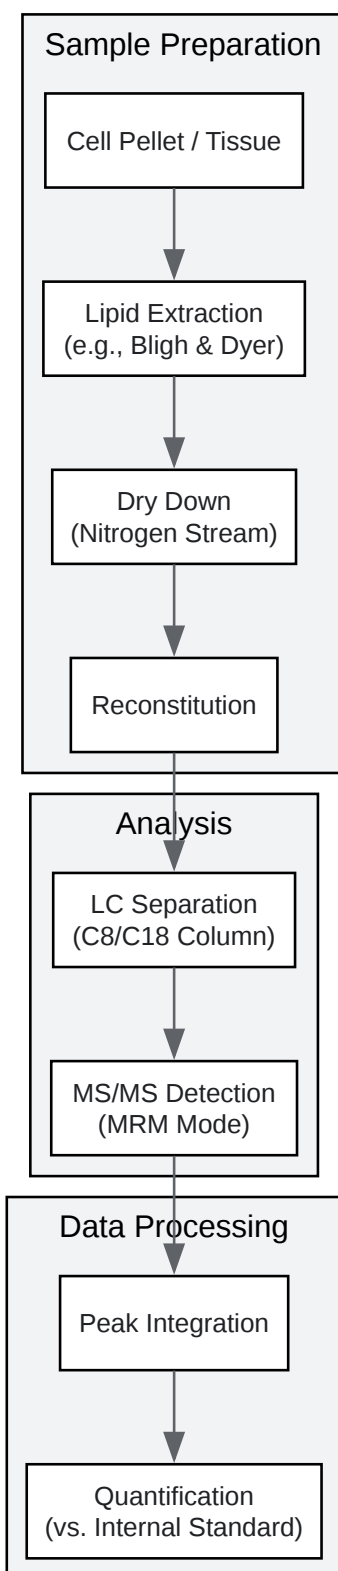 Sample Preparation
Cell Pellet / Tissue
Lipid Extraction
(e.g., Bligh & Dyer)
Dry Down
(Nitrogen Stream)
Reconstitution
Analysis
LC Separation
(C8/C18 Column)
MS/MS Detection
(MRM Mode)
Data Processing
Peak Integration
Quantification
(vs. Internal Standard)